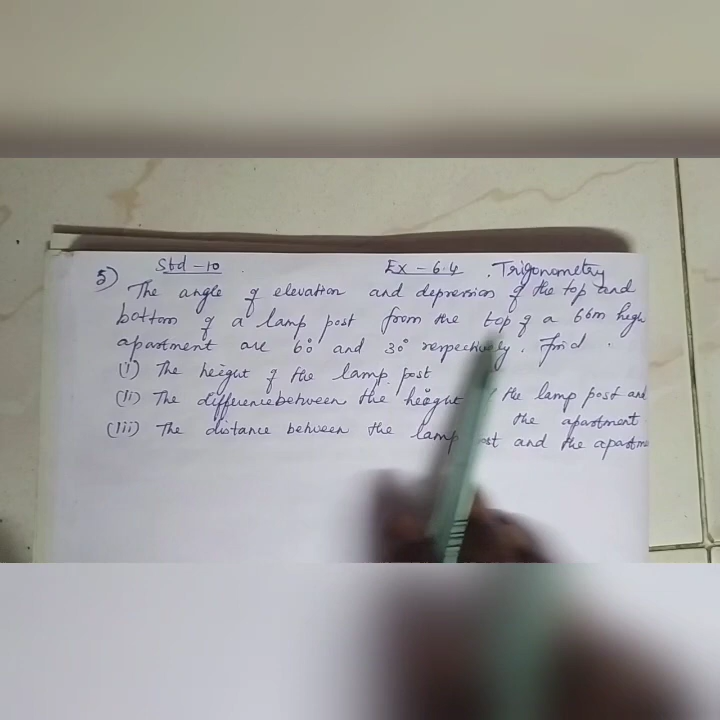 Std - 10 Ex - 6.4 . Trigonometry
5) The angle of elevation and depression of the top and
bottom of a lamp post from the top of a 66m high
apartment are 60° and 30° respectively. Find .
(i) The height of the lamp post
(ii) The difference between the height the lamp post and
the apartment.
(iii) The distance between the lamp and the